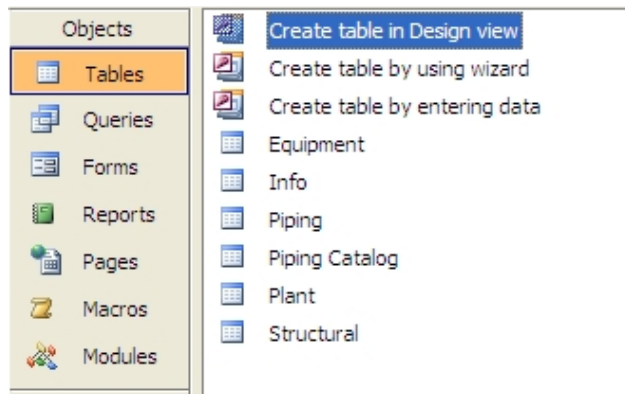 Objects
Tables
Queries
Forms
Reports
Pages
Macros
Modules
Create table in Design view
Create table by using wizard
Create table by entering data
Equipment
Info
Piping
Piping Catalog
Plant
Structural